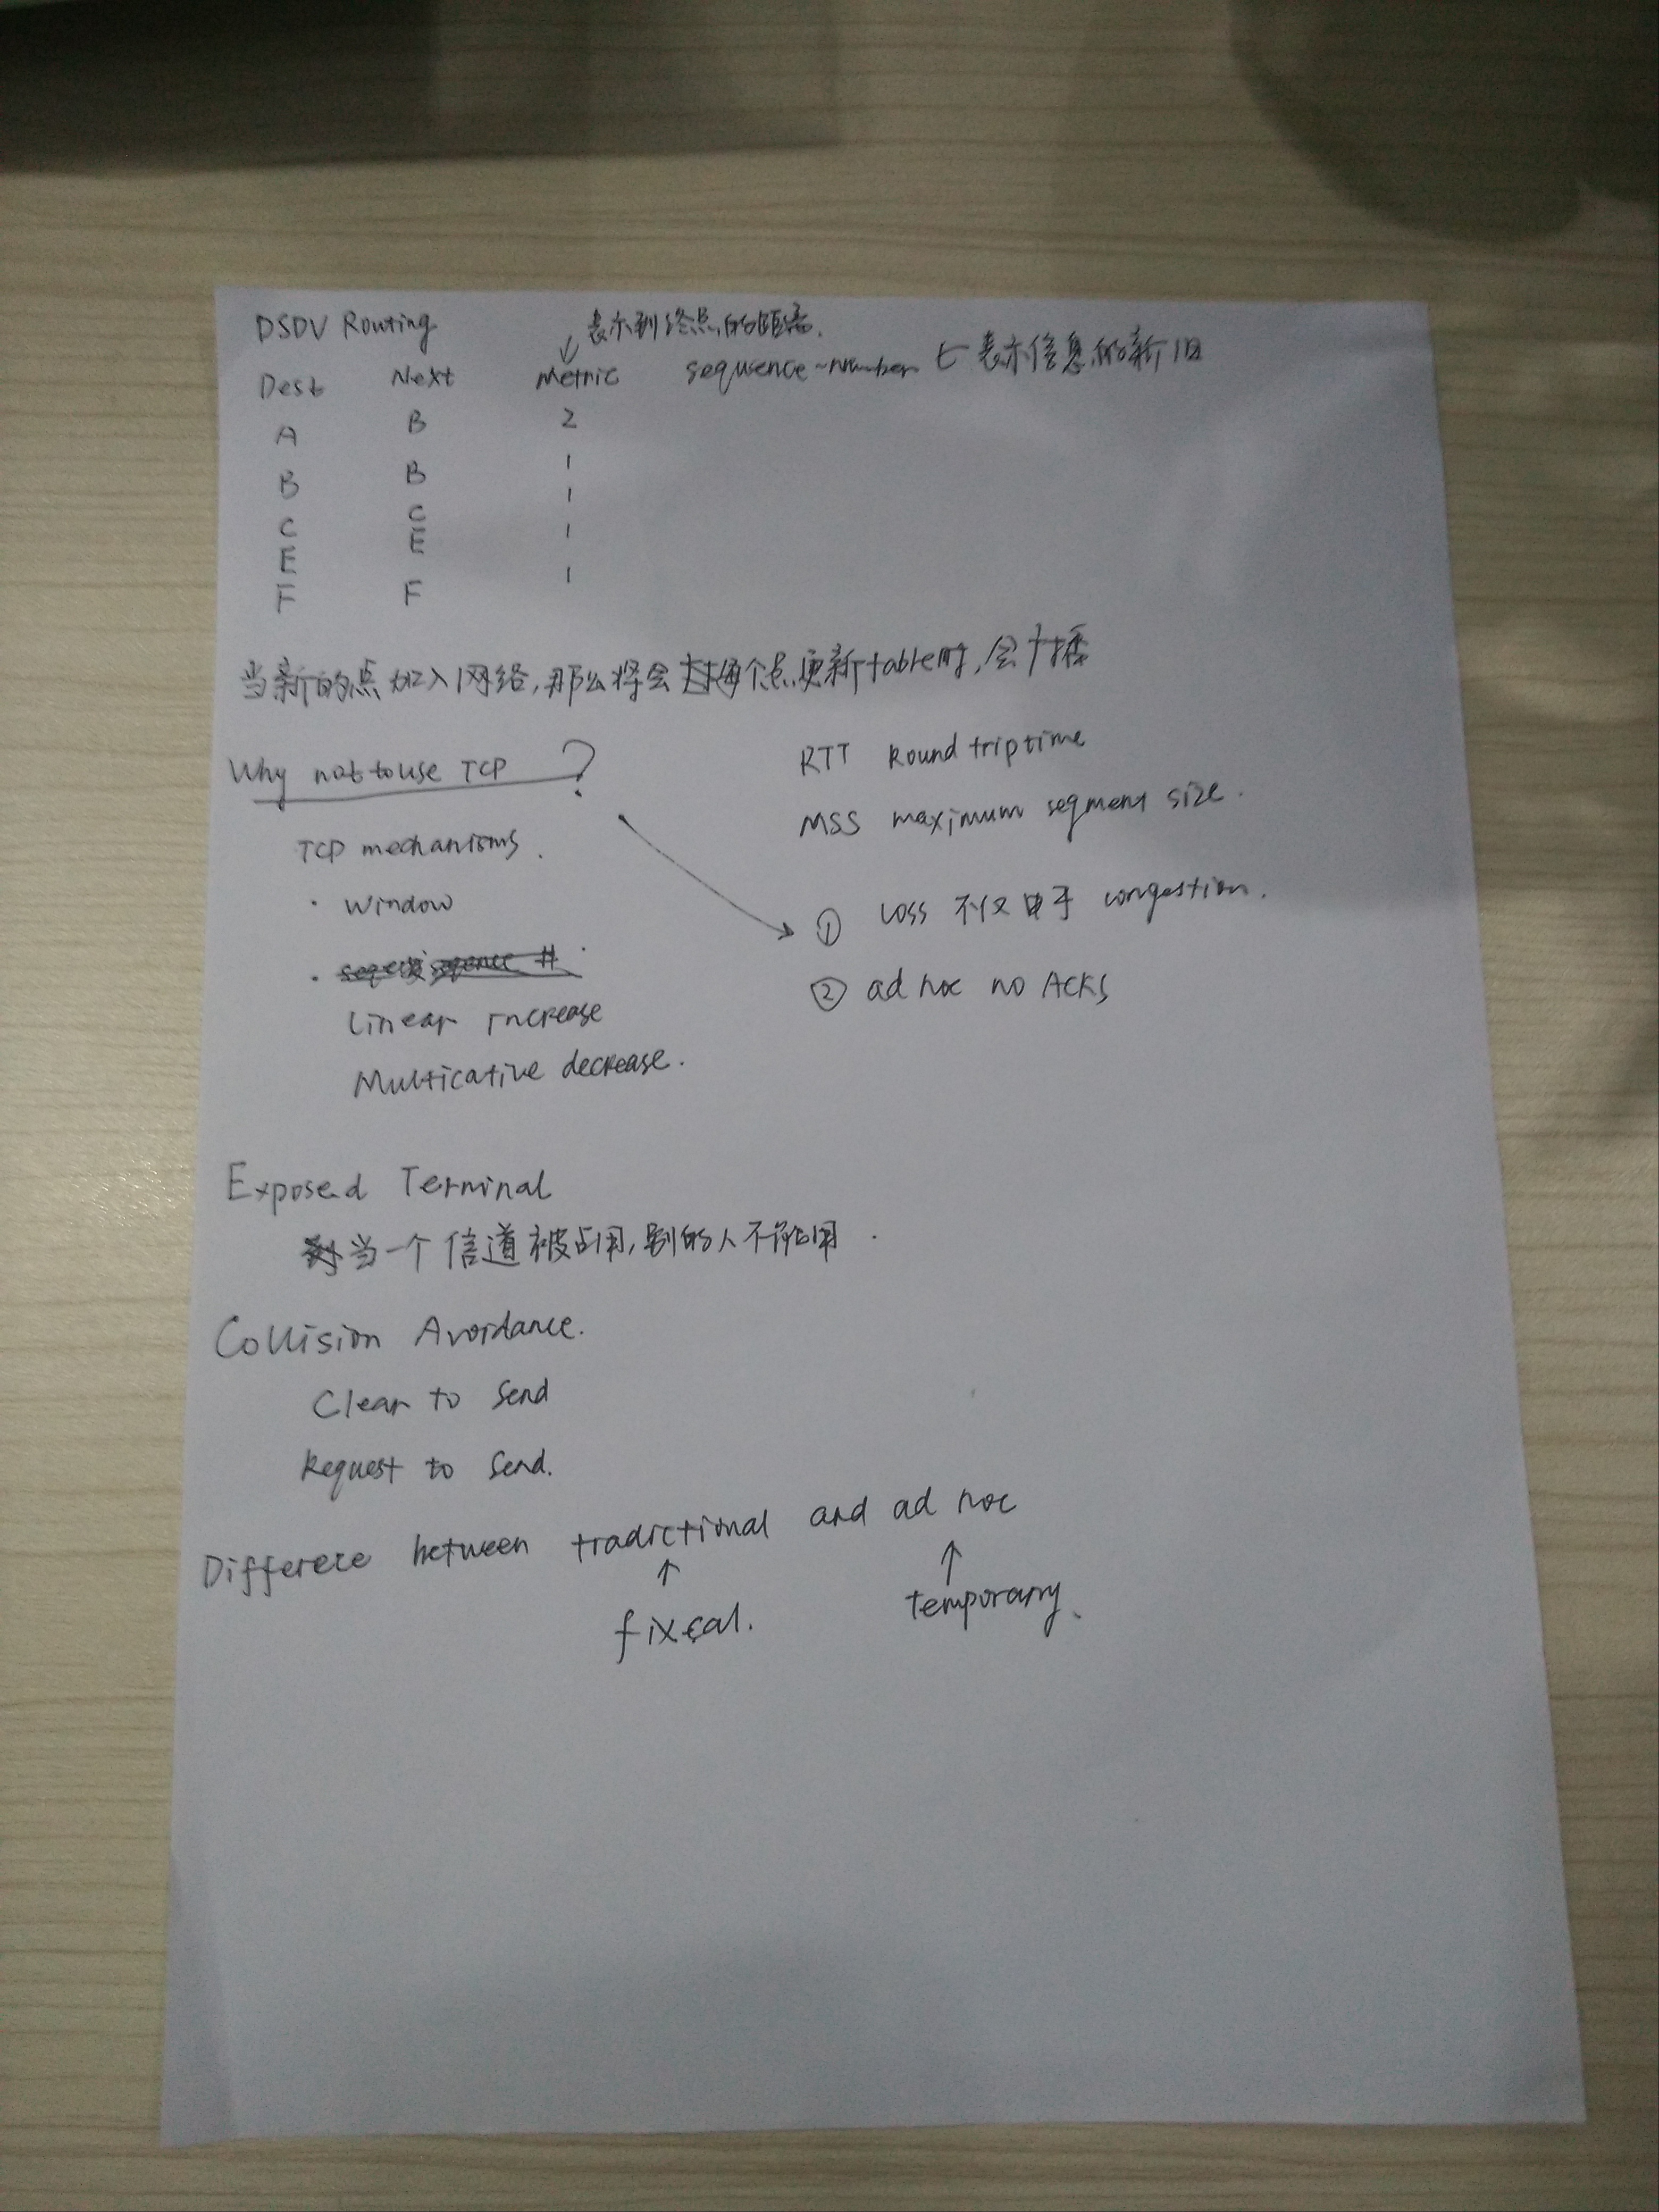 DSDV Routing
表示到终点的距离.
Dest Next Metric sequence-number 表示信息的新旧
A B 2
B B 1
C C 1
E E 1
F F 1
当新的点加入网络,那么将会每个点更新table时,会广播
Why not to use TCP ?
RTT Round trip time
MSS maximum segment size.
TCP mechanisms.
· Window
① Loss 不仅由于 congestion.
② ad hoc no ACKs
Linear increase
Multicative decrease.
Exposed Terminal
当一个信道被占用,别的人不能占用.
Collision Avoidance.
Clear to Send
Request to Send.
Differece between tradictional and ad hoc
fixeal. temporary.